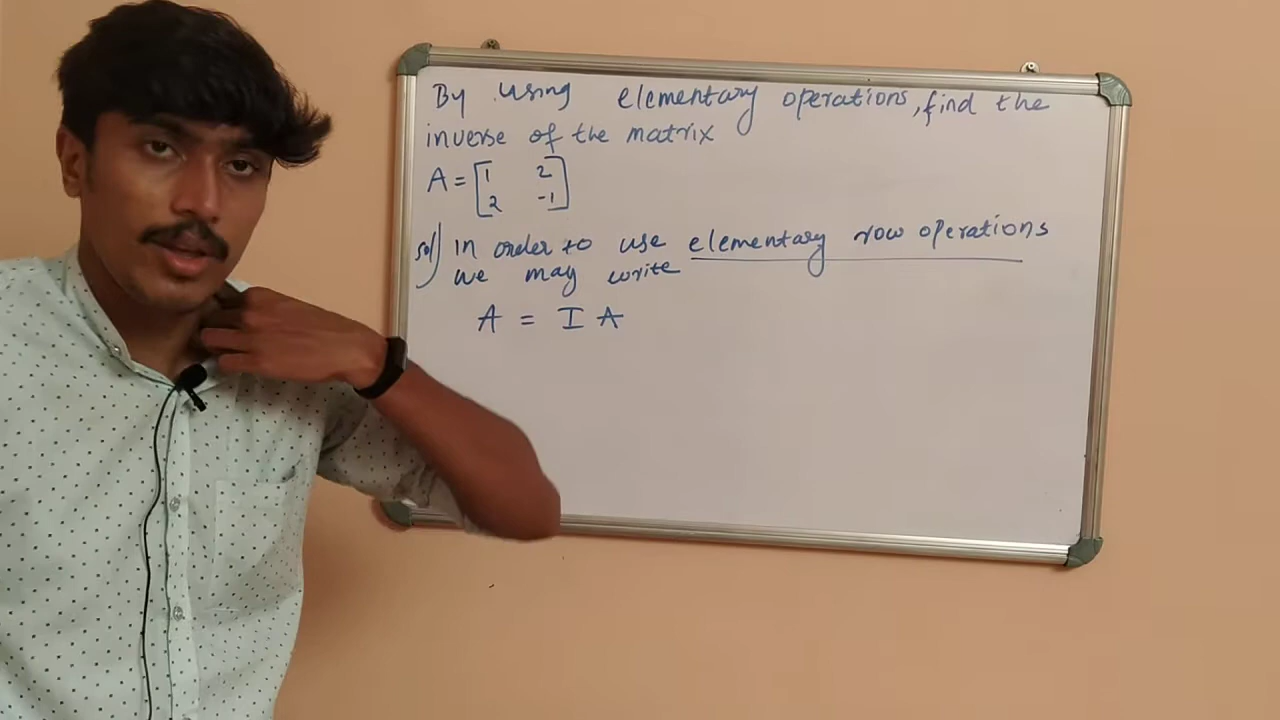 By using elementary operations, find the
inverse of the matrix
A = [1 2
2 -1]
Sol) In order to use elementary row operations
we may write
A = I A